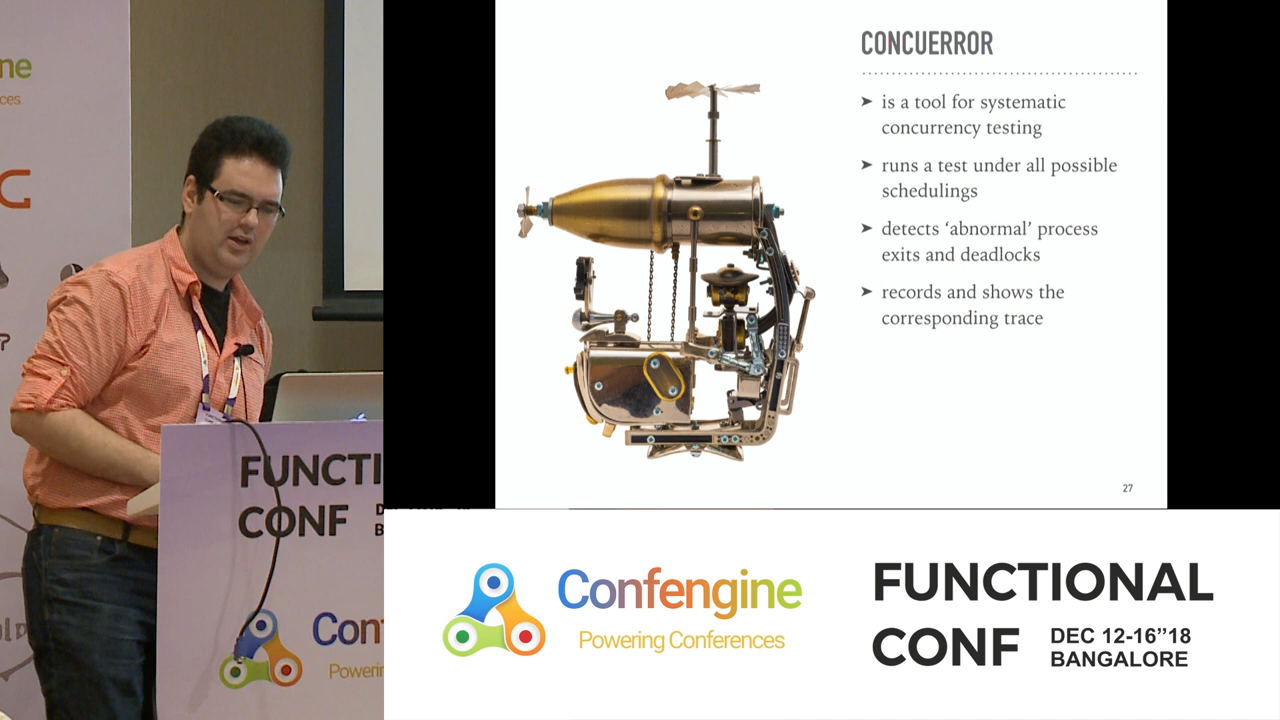 ne
ces
G
P
old
FUNCTI
CONF
Con
Powerin
CONCUERROR
➤ is a tool for systematic
concurrency testing
➤ runs a test under all possible
schedulings
➤ detects ‘abnormal’ process
exits and deadlocks
➤ records and shows the
corresponding trace
27
Confengine
Powering Conferences
FUNCTIONAL
CONF
DEC 12-16”18
BANGALORE